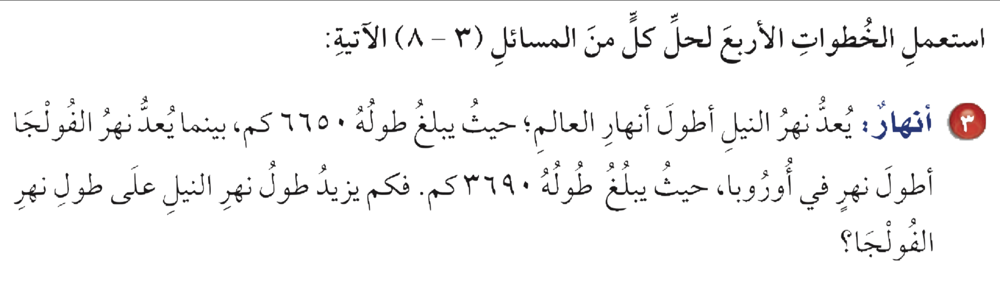 استعملِ الخُطواتِ الأربعَ لحلِّ كلٍّ منَ المسائلِ (٣ – ٨) الآتيةِ:
٣ أنهارٌ: يُعدُّ نهرُ النيلِ أطولَ أنهارِ العالمِ؛ حيثُ يبلغُ طولُهُ ٦٦٥٠ كم، بينما يُعدُّ نهرُ الفُولْجَا
أطولَ نهرٍ في أُورُوبا، حيثُ يبلُغُ طُولُهُ ٣٦٩٠ كم. فكم يزيدُ طولُ نهرِ النيلِ علَى طولِ نهرِ
الفُولْجَا؟